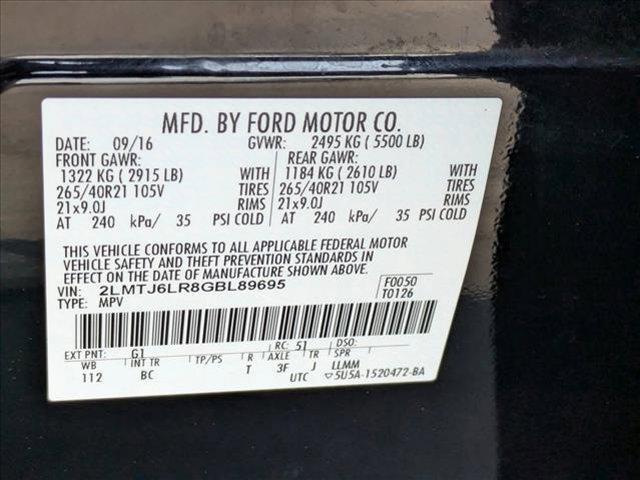 MFD. BY FORD MOTOR CO.
DATE: 09/16 GVWR: 2495 KG ( 5500 LB)
FRONT GAWR: REAR GAWR:
1322 KG ( 2915 LB) WITH 1184 KG ( 2610 LB) WITH
265/40R21 105V TIRES 265/40R21 105V TIRES
21x9.0J RIMS 21x9.0J RIMS
AT 240 kPa/ 35 PSI COLD AT 240 kPa/ 35 PSI COLD
THIS VEHICLE CONFORMS TO ALL APPLICABLE FEDERAL MOTOR
VEHICLE SAFETY AND THEFT PREVENTION STANDARDS IN
EFFECT ON THE DATE OF MANUFACTURE SHOWN ABOVE.
VIN: 2LMTJ6LR8GBL89695 F0050
TYPE: MPV T0126
EXT PNT: G1 RC: 51 DSO:
WB INT TR TP/PS R AXLE TR SPR
112 BC T 3F J LLMM
UTC ▽5U5A-1520472-BA